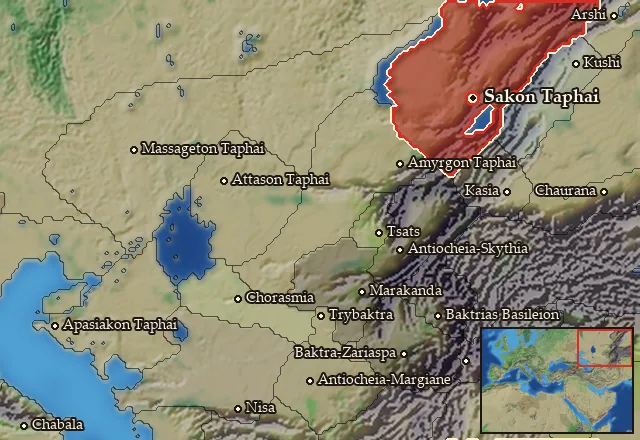 Arshi
Kushi
Sakon Taphai
Massageton Taphai
Amyrgon Taphai
Attason Taphai
Kasia
Chaurana
Tsats
Antiocheia-Skythia
Chorasmia
Marakanda
Trybaktra
Baktrias Basileion
Apasiakon Taphai
Baktra-Zariaspa
Antiocheia-Margiane
Nisa
Chabala